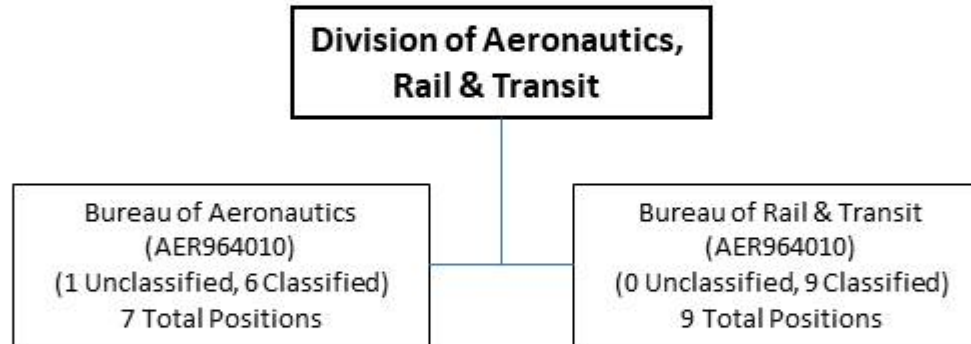 Division of Aeronautics,
Rail & Transit
Bureau of Aeronautics
(AER964010)
(1 Unclassified, 6 Classified)
7 Total Positions
Bureau of Rail & Transit
(AER964010)
(0 Unclassified, 9 Classified)
9 Total Positions